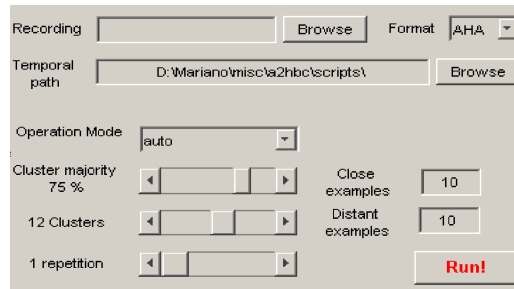 Recording Browse Format AHA
Temporal
path D:\Mariano\misc\a2hbc\scripts\ Browse
Operation Mode auto
Cluster majority
75 % Close
examples 10
12 Clusters Distant
examples 10
1 repetition Run!